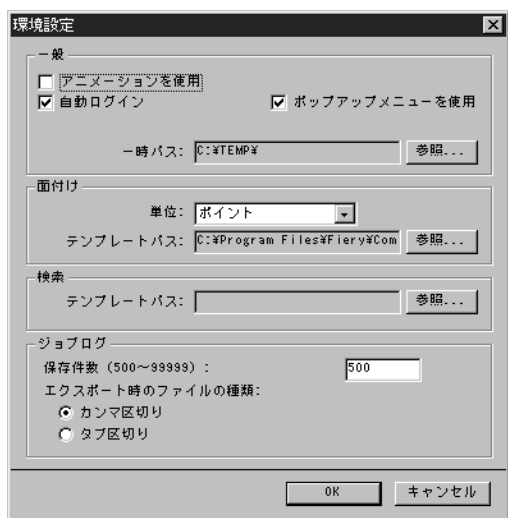 環境設定
一般
アニメーションを使用
自動ログイン
ポップアップメニューを使用
一時パス: C:¥TEMP¥ 参照...
面付け
単位: ポイント
テンプレートパス: C:¥Program Files¥Fiery¥Com 参照...
検索
テンプレートパス: 参照...
ジョブログ
保存件数 (500〜99999) : 500
エクスポート時のファイルの種類:
カンマ区切り
タブ区切り
OK キャンセル